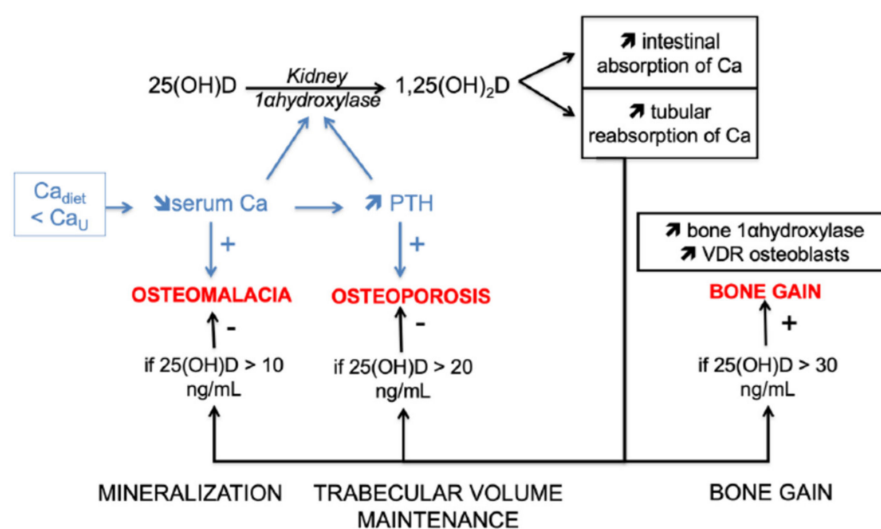 ↗ intestinal
absorption of Ca
25(OH)D
Kidney
1αhydroxylase
1,25(OH)₂D
↗ tubular
reabsorption of Ca
Ca_diet
< Ca_U
↘serum Ca
↗ PTH
↗ bone 1αhydroxylase
↗ VDR osteoblasts
+
+
OSTEOMALACIA
OSTEOPOROSIS
BONE GAIN
-
-
+
if 25(OH)D > 10
ng/mL
if 25(OH)D > 20
ng/mL
if 25(OH)D > 30
ng/mL
MINERALIZATION
TRABECULAR VOLUME
MAINTENANCE
BONE GAIN